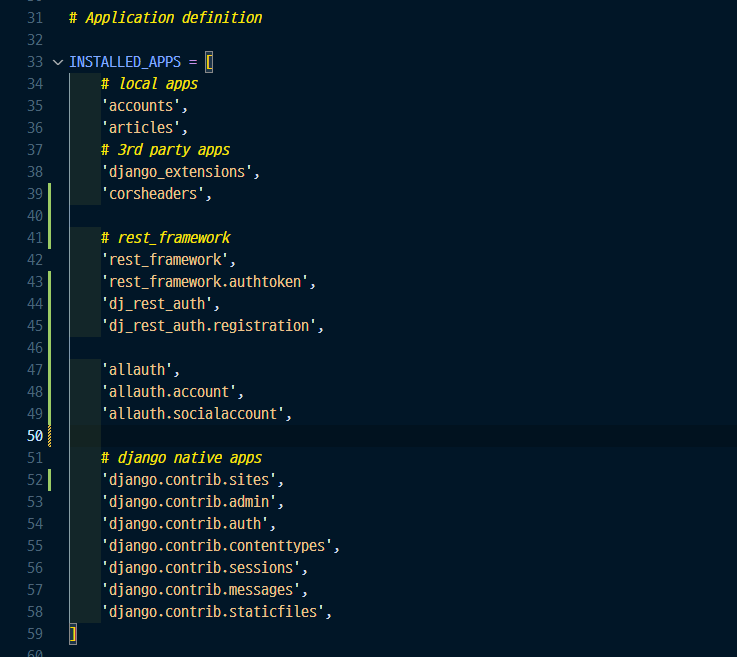 31 # Application definition
32
33 INSTALLED_APPS = [
34 # local apps
35 'accounts',
36 'articles',
37 # 3rd party apps
38 'django_extensions',
39 'corsheaders',
40
41 # rest_framework
42 'rest_framework',
43 'rest_framework.authtoken',
44 'dj_rest_auth',
45 'dj_rest_auth.registration',
46
47 'allauth',
48 'allauth.account',
49 'allauth.socialaccount',
50
51 # django native apps
52 'django.contrib.sites',
53 'django.contrib.admin',
54 'django.contrib.auth',
55 'django.contrib.contenttypes',
56 'django.contrib.sessions',
57 'django.contrib.messages',
58 'django.contrib.staticfiles',
59 ]
60